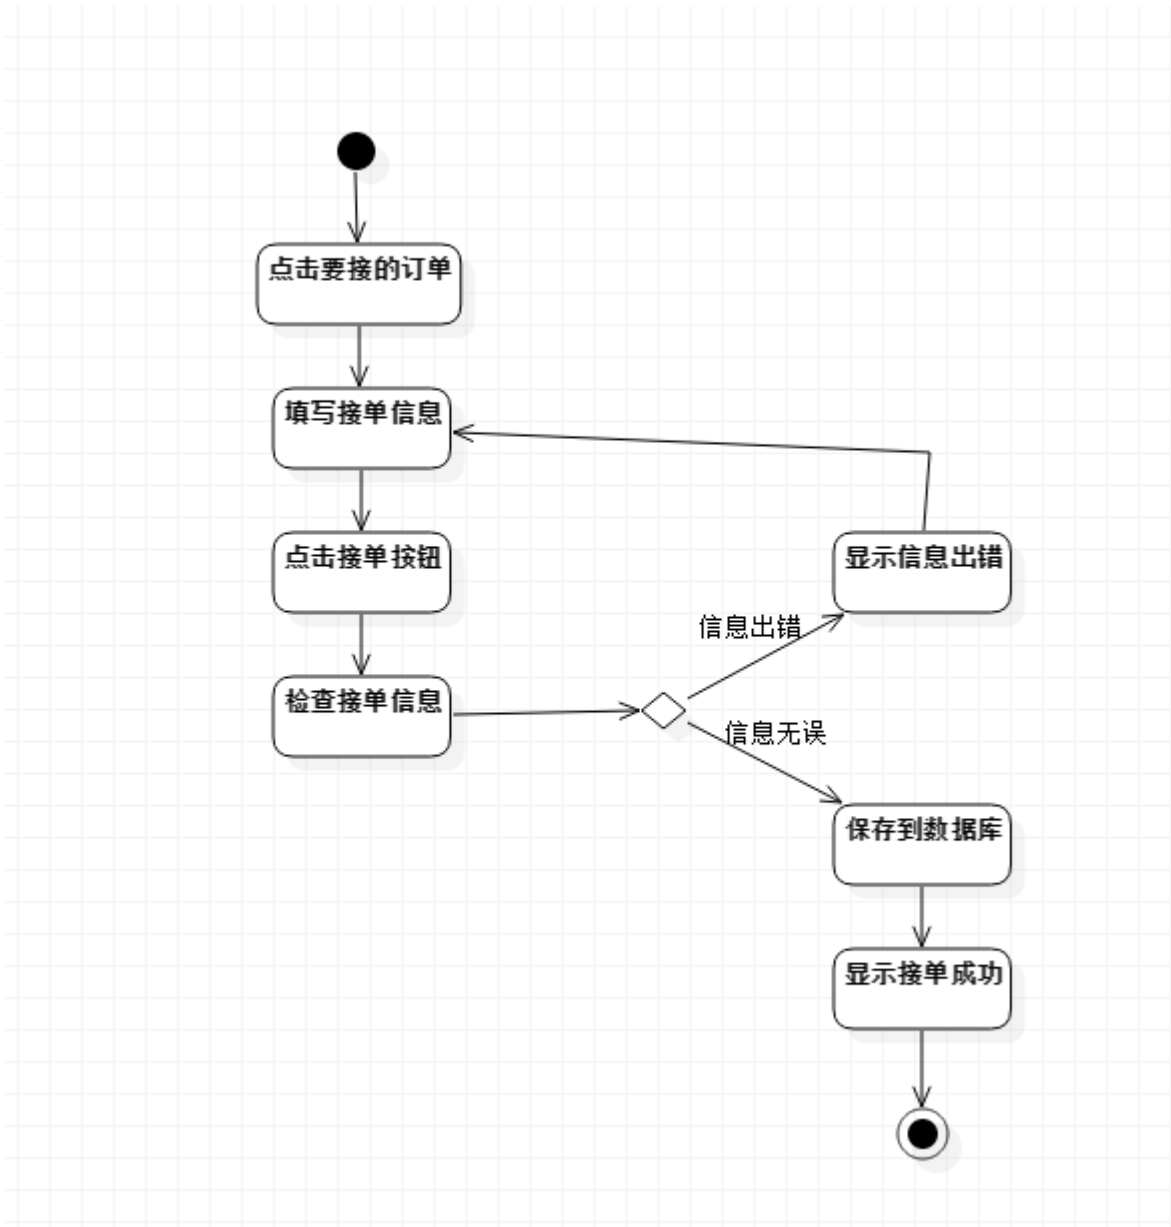 点击要接的订单
填写接单信息
点击接单按钮
显示信息出错
信息出错
检查接单信息
信息无误
保存到数据库
显示接单成功